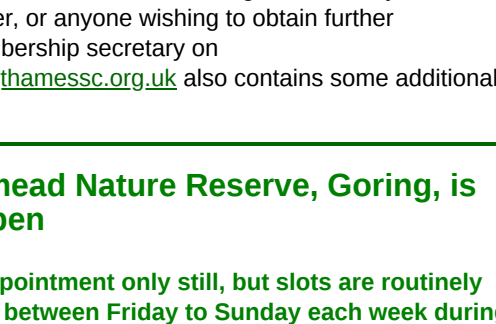 er, or anyone wishing to obtain further
bership secretary on
thamessc.org.uk also contains some additional
mead Nature Reserve, Goring, is
pen
pointment only still, but slots are routinely
between Friday to Sunday each week during